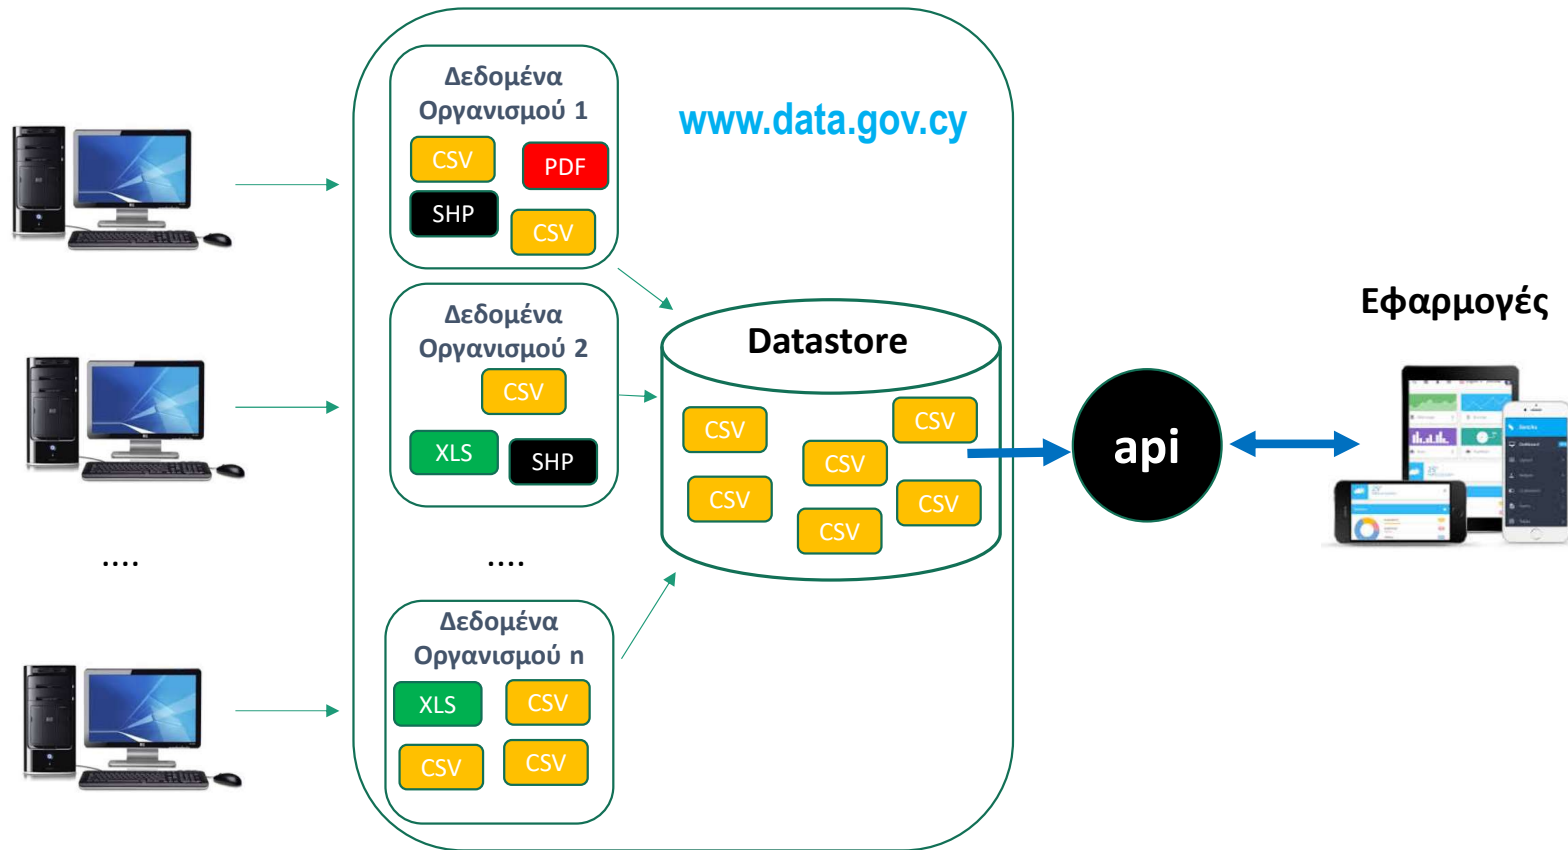 www.data.gov.cy
Δεδομένα
Οργανισμού 1
CSV
PDF
SHP
CSV
Δεδομένα
Οργανισμού 2
CSV
XLS
SHP
....
....
Δεδομένα
Οργανισμού n
XLS
CSV
CSV
CSV
Datastore
CSV
CSV
CSV
CSV
CSV
CSV
api
Εφαρμογές